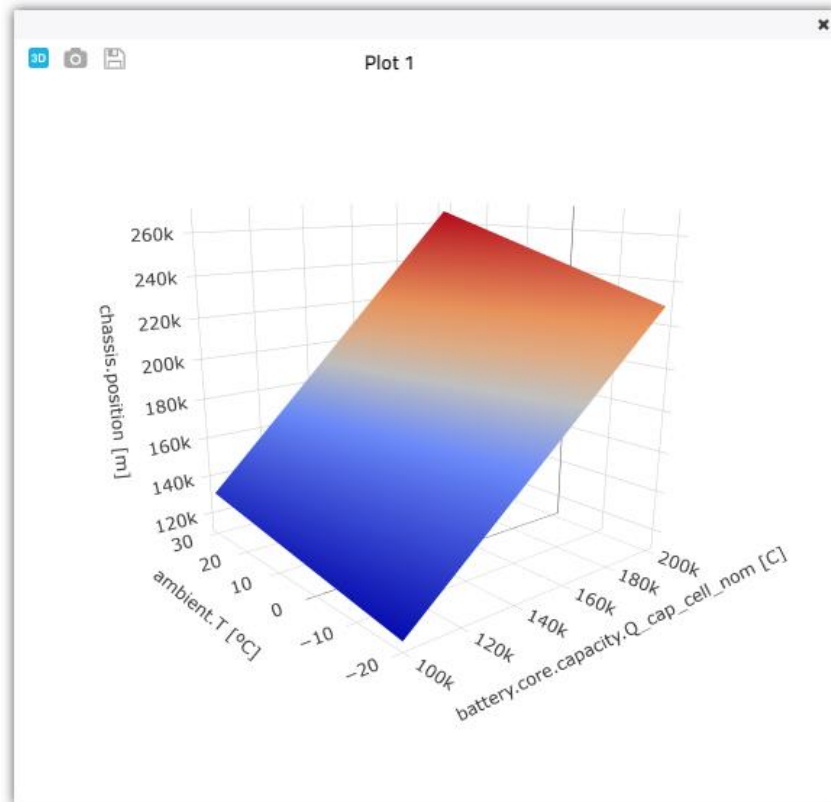 3D
Plot 1
260k
240k
220k
200k
180k
160k
140k
120k
chassis.position [m]
30
20
10
0
−10
−20
ambient.T [ºC]
100k
120k
140k
160k
180k
200k
battery.core.capacity.Q_cap_cell_nom [C]